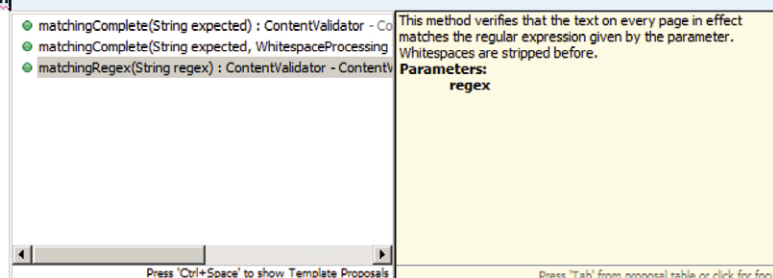 matchingComplete(String expected) : ContentValidator - Co
matchingComplete(String expected, WhitespaceProcessing
matchingRegex(String regex) : ContentValidator - ContentV
Press 'Ctrl+Space' to show Template Proposals
This method verifies that the text on every page in effect
matches the regular expression given by the parameter.
Whitespaces are stripped before.
Parameters:
regex
Press 'Tab' from proposal table or click for foc